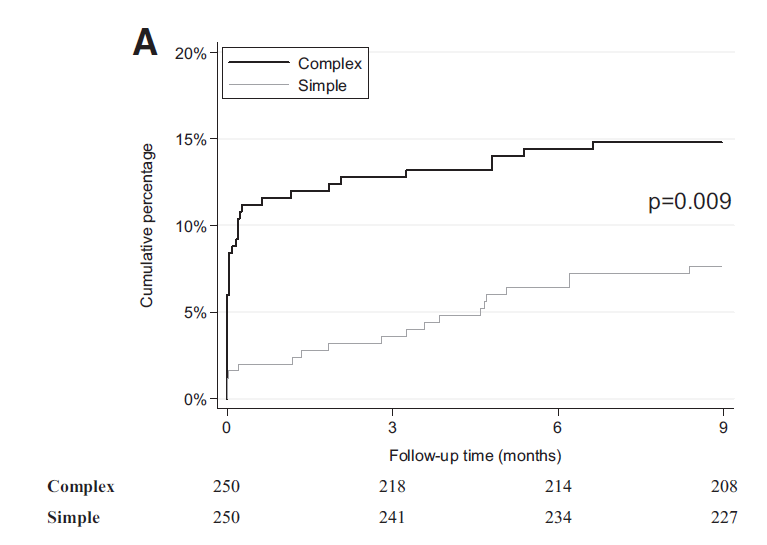 A
20%
Complex
Simple
15%
p=0.009
10%
5%
0%
Cumulative percentage
0 3 6 9
Follow-up time (months)
Complex 250 218 214 208
Simple 250 241 234 227